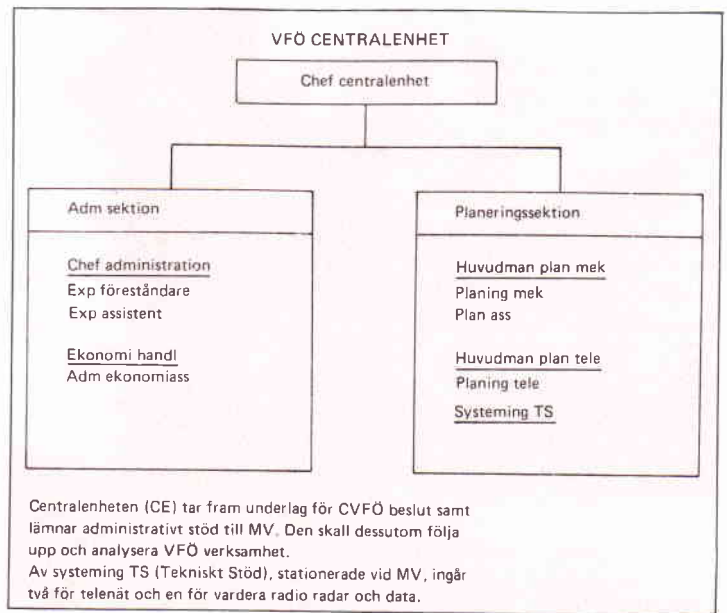 VFÖ CENTRALENHET
Chef centralenhet
Adm sektion
Chef administration
Exp föreståndare
Exp assistent
Ekonomi handl
Adm ekonomiass
Planeringssektion
Huvudman plan mek
Planing mek
Plan ass
Huvudman plan tele
Planing tele
Systeming TS
Centralenheten (CE) tar fram underlag för CVFÖ beslut samt
lämnar administrativt stöd till MV. Den skall dessutom följa
upp och analysera VFÖ verksamhet.
Av systeming TS (Tekniskt Stöd), stationerade vid MV, ingår
två för telenät och en för vardera radio radar och data.